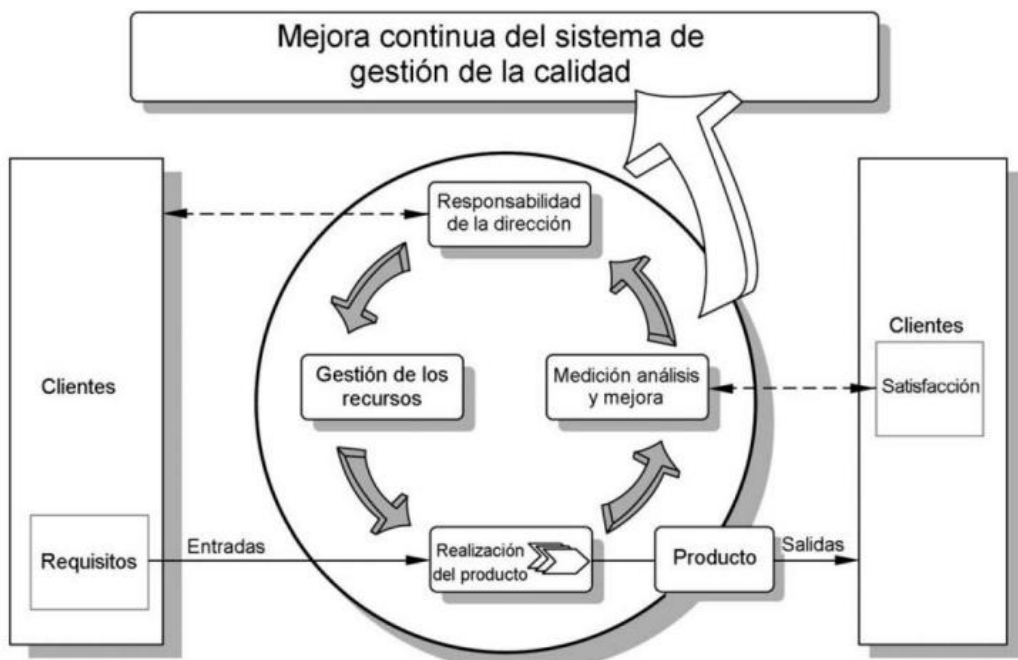 Mejora continua del sistema de
gestión de la calidad
Responsabilidad
de la dirección
Clientes
Gestión de los
recursos
Medición análisis
y mejora
Clientes
Satisfacción
Requisitos
Entradas
Realización
del producto
Producto
Salidas